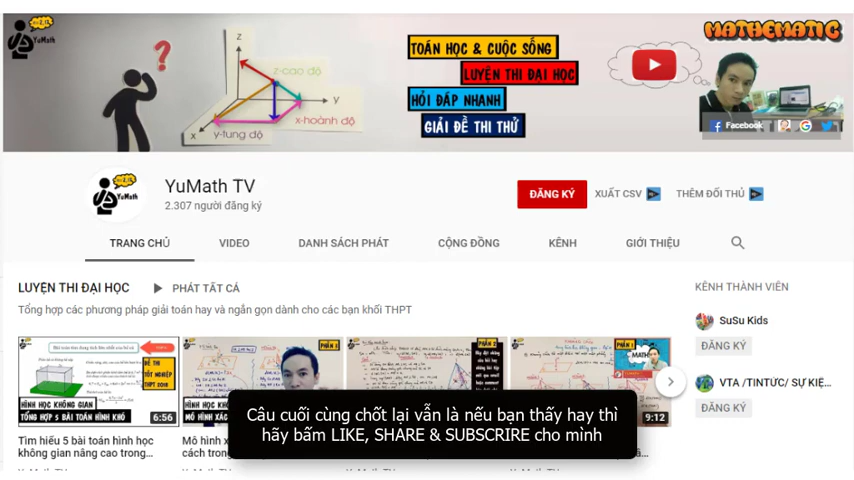 MATHEMATIC
YuMath
z
TOÁN HỌC & CUỘC SỐNG
z-cao độ
LUYỆN THI ĐẠI HỌC
y
HỎI ĐÁP NHANH
x-hoành độ
GIẢI ĐỀ THI THỬ
Facebook
x
y-tung độ
YuMath
YuMath TV
2.307 người đăng ký
ĐĂNG KÝ
XUẤT CSV
THÊM ĐỐI THỦ
TRANG CHỦ
VIDEO
DANH SÁCH PHÁT
CỘNG ĐỒNG
KÊNH
GIỚI THIỆU
LUYỆN THI ĐẠI HỌC
PHÁT TẤT CẢ
Tổng hợp các phương pháp giải toán hay và ngắn gọn dành cho các bạn khối THPT
KÊNH THÀNH VIÊN
SuSu Kids
ĐĂNG KÝ
VTA /TINTỨC/ SỰ KIỆ...
ĐĂNG KÝ
HÌNH HỌC KHÔNG GIAN
TỔNG HỢP 5 BÀI TOÁN HÌNH KHÓ
6:56
PHẦN 2
PHẦN 1
MATH
9:12
Tìm hiểu 5 bài toán hình học
không gian nâng cao trong...
Mô hình x
cách trong
Câu cuối cùng chốt lại vẫn là nếu bạn thấy hay thì
hãy bấm LIKE, SHARE & SUBSCRIRE cho mình